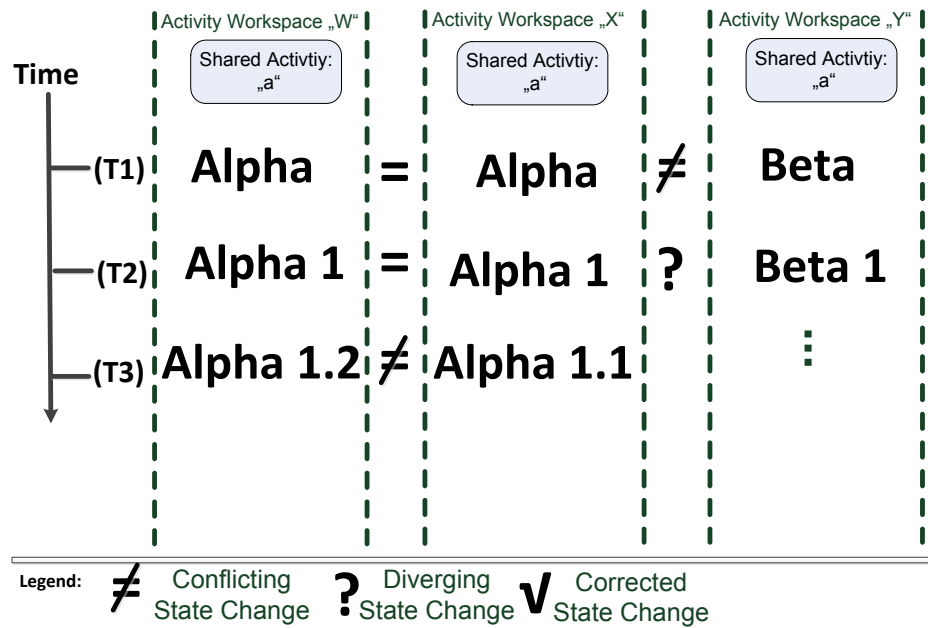 Activity Workspace „W“ Activity Workspace „X“ Activity Workspace „Y“
Shared Activtiy: „a“
Shared Activtiy: „a“
Shared Activtiy: „a“
Time
(T1) Alpha = Alpha ≠ Beta
(T2) Alpha 1 = Alpha 1 ? Beta 1
(T3) Alpha 1.2 ≠ Alpha 1.1 ⋮
Legend: ≠ Conflicting State Change ? Diverging State Change √ Corrected State Change